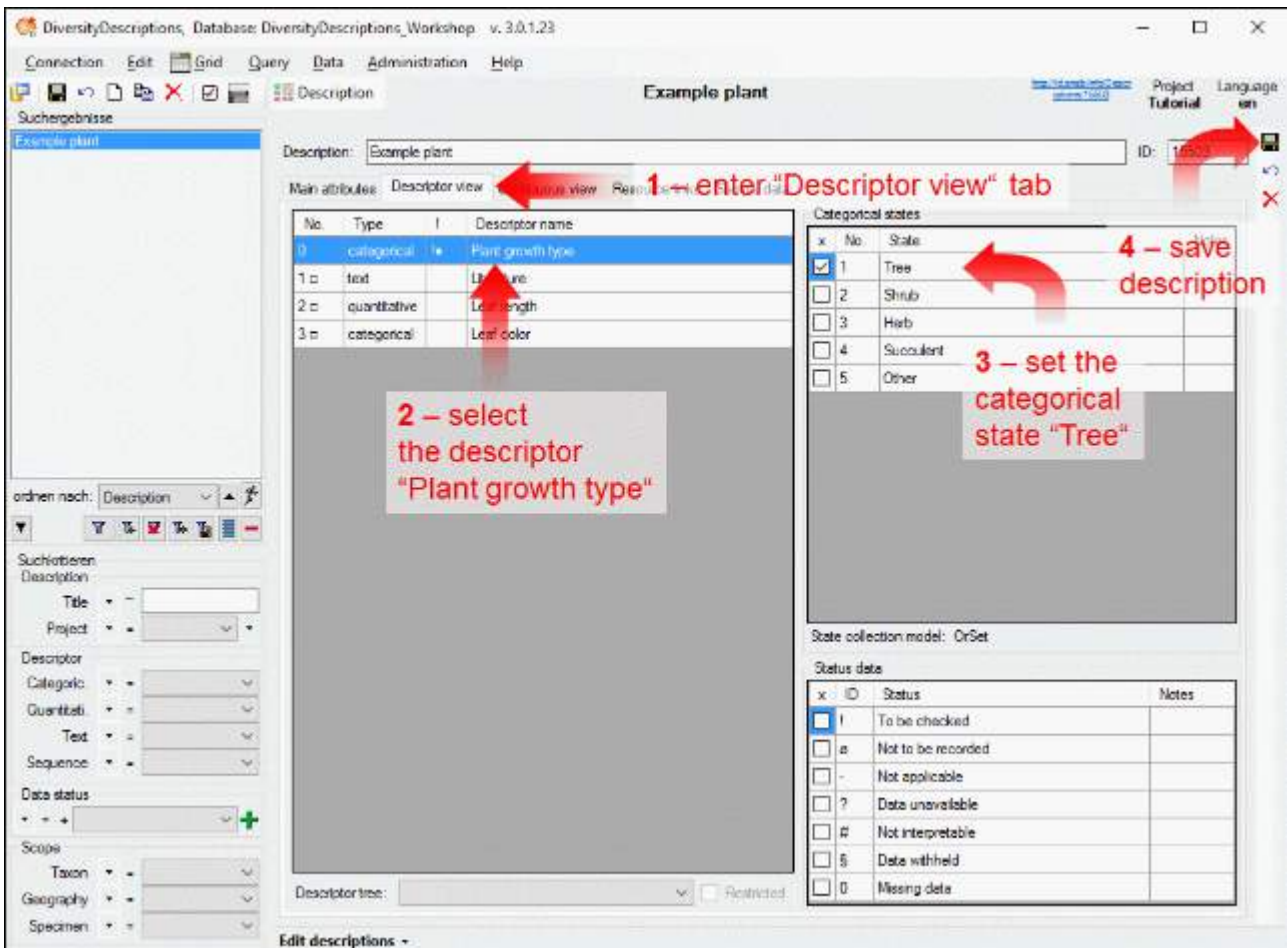 DiversityDescriptions, Database: DiversityDescriptions_Workshop v. 3.0.1.23
Connection Edit Grid Query Data Administration Help
Description Example plant Project Language
Tutorial en
Suchergebnisse
Example plant
Description: Example plant ID:
Main attributes Descriptor view view
1 – enter “Descriptor view“ tab
No. Type ! Descriptor name
0 categorical Plant growth type
1 text
2 quantitative Leaf length
3 categorical Leaf color
Categorical states
x No. State Notes
1 Tree
2 Shrub
3 Herb
4 Succulent
5 Other
4 – save
description
3 – set the
categorical
state “Tree“
2 – select
the descriptor
“Plant growth type“
ordnen nach: Description
Suchkriterien
Description
Title ~
Project =
Descriptor
Categoric. =
Quantitati. =
Text =
Sequence =
Data status
Scope
Taxon =
Geography =
Specimen =
State collection model: OrSet
Status data
x ID Status Notes
! To be checked
ø Not to be recorded
- Not applicable
? Data unavailable
# Not interpretable
§ Data withheld
0 Missing data
Descriptor tree: Restricted
Edit descriptions